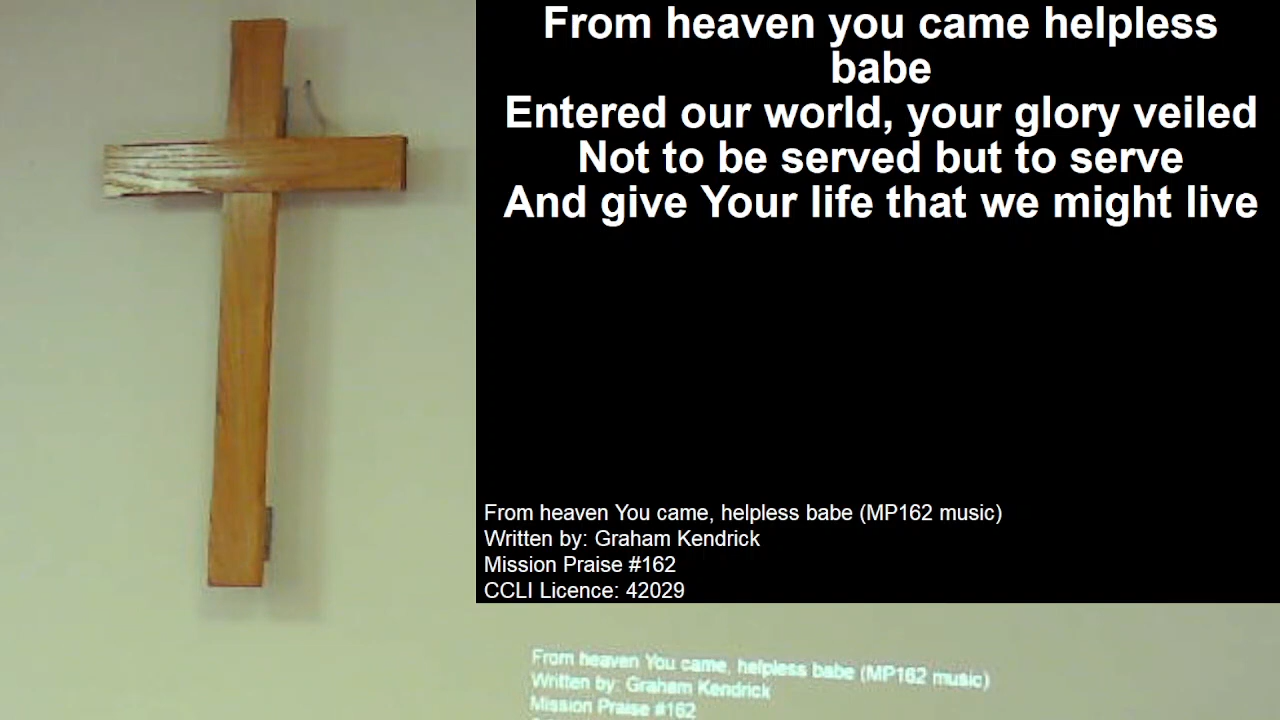 From heaven you came helpless
babe
Entered our world, your glory veiled
Not to be served but to serve
And give Your life that we might live
From heaven You came, helpless babe (MP162 music)
Written by: Graham Kendrick
Mission Praise #162
CCLI Licence: 42029
From heaven You came, helpless babe (MP162 music)
Written by: Graham Kendrick
Mission Praise #162